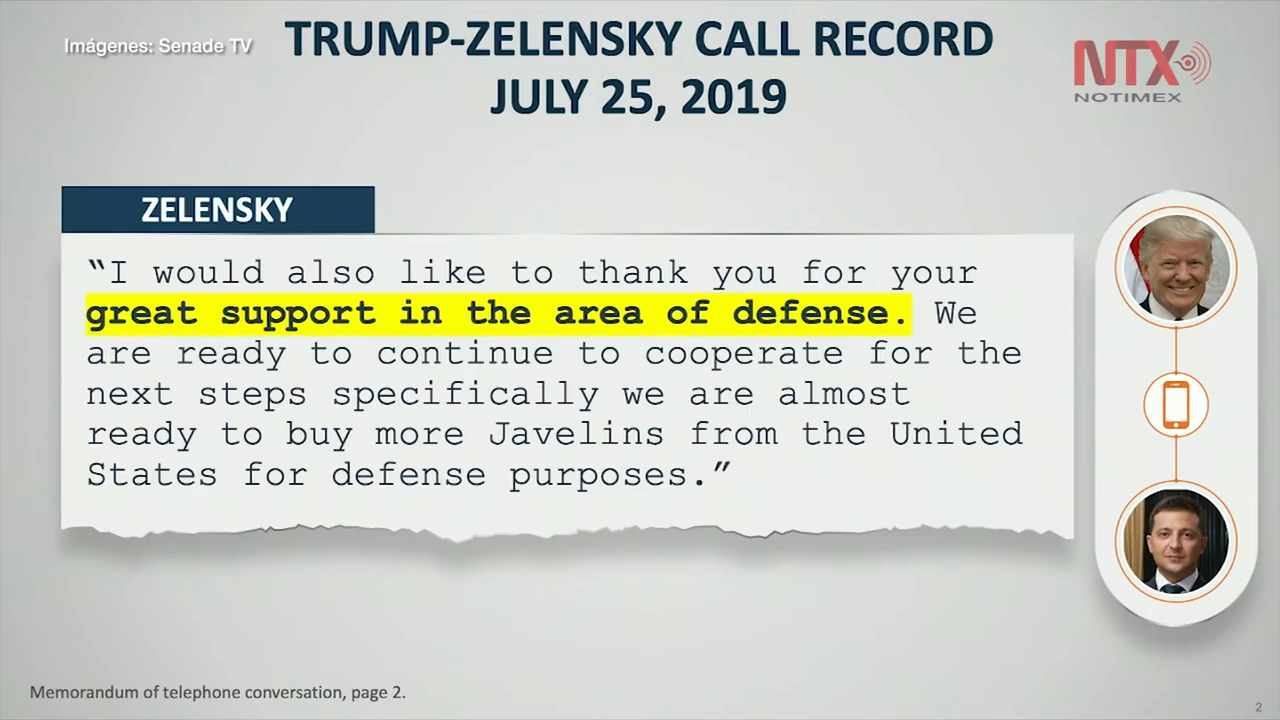 Imágenes: Senade TV
TRUMP-ZELENSKY CALL RECORD
JULY 25, 2019
NTX
NOTIMEX
ZELENSKY
“I would also like to thank you for your
great support in the area of defense. We
are ready to continue to cooperate for the
next steps specifically we are almost
ready to buy more Javelins from the United
States for defense purposes.”
Memorandum of telephone conversation, page 2.
2